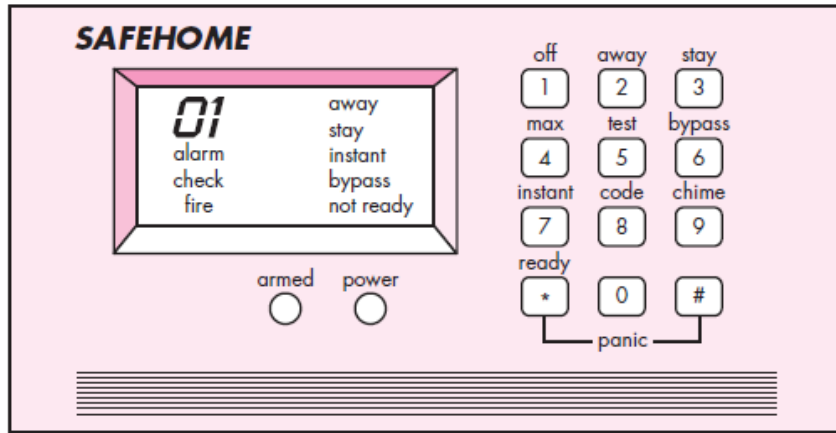 SAFEHOME
01
alarm
check
fire
away
stay
instant
bypass
not ready
armed power
off away stay
1 2 3
max test bypass
4 5 6
instant code chime
7 8 9
ready
* 0 #
panic